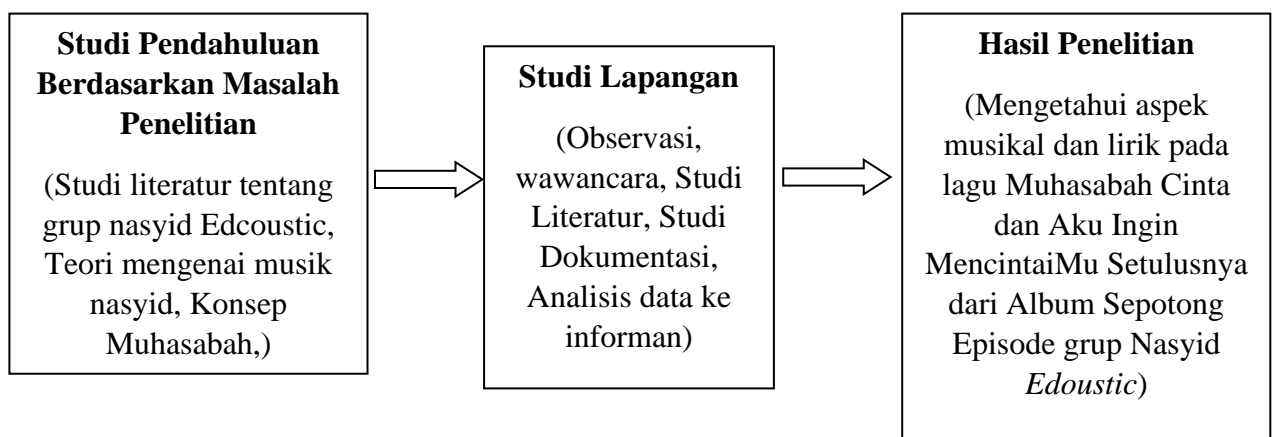 Studi Pendahuluan
Berdasarkan Masalah
Penelitian
(Studi literatur tentang
grup nasyid Edcoustic,
Teori mengenai musik
nasyid, Konsep
Muhasabah,)
Studi Lapangan
(Observasi,
wawancara, Studi
Literatur, Studi
Dokumentasi,
Analisis data ke
informan)
Hasil Penelitian
(Mengetahui aspek
musikal dan lirik pada
lagu Muhasabah Cinta
dan Aku Ingin
MencintaiMu Setulusnya
dari Album Sepotong
Episode grup Nasyid
Edoustic)